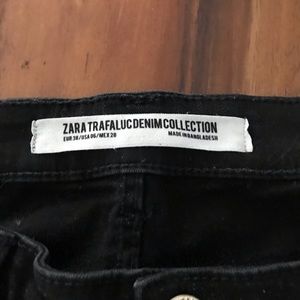 ZARA TRAFALUC DENIM COLLECTION
EUR 38/USA 06/MEX 28 MADE IN BANGLADESH